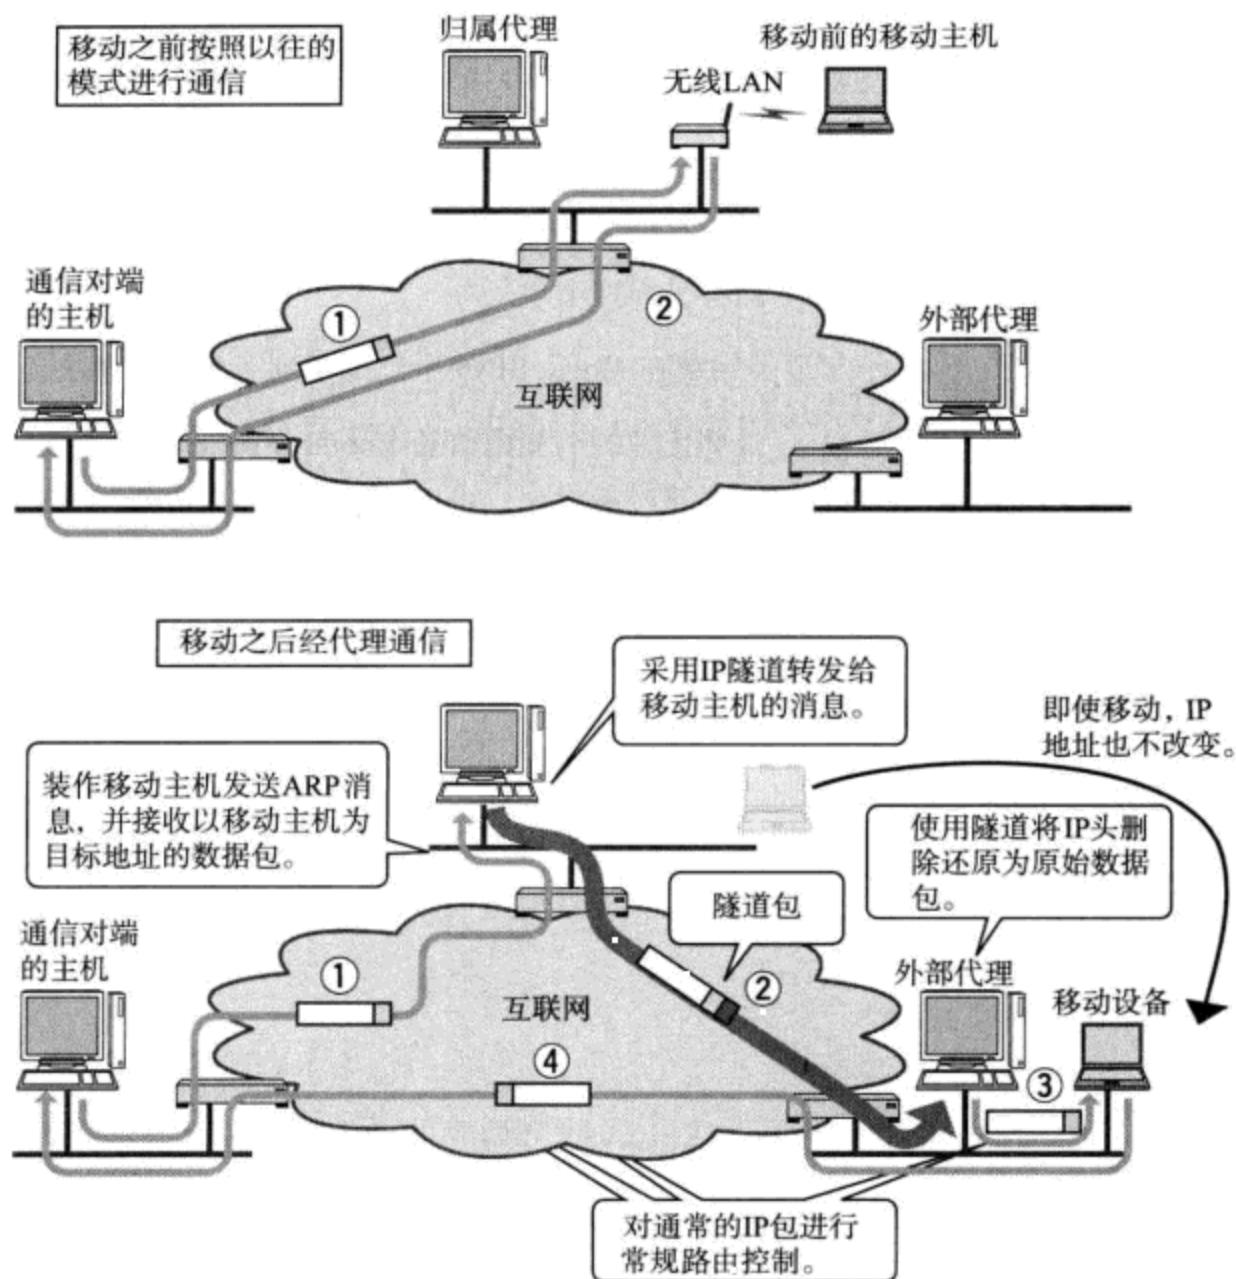 移动之前按照以往的
模式进行通信
归属代理
移动前的移动主机
无线LAN
通信对端
的主机
①
②
互联网
外部代理
移动之后经代理通信
采用IP隧道转发给
移动主机的消息。
即使移动，IP
地址也不改变。
装作移动主机发送ARP消
息，并接收以移动主机为
目标地址的数据包。
使用隧道将IP头删
除还原为原始数据
包。
隧道包
通信对端
的主机
①
互联网
②
外部代理
移动设备
④
③
对通常的IP包进行
常规路由控制。